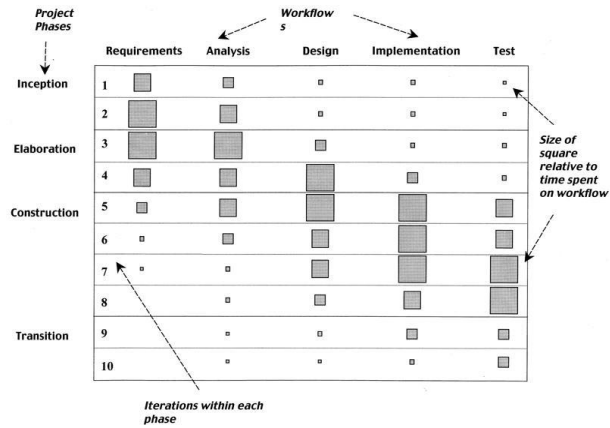 Project
Phases
Workflow
s
Requirements Analysis Design Implementation Test
Inception
1
2
Elaboration
3
4
Construction
5
6
7
8
Transition
9
10
Size of
square
relative to
time spent
on workflow
Iterations within each
phase